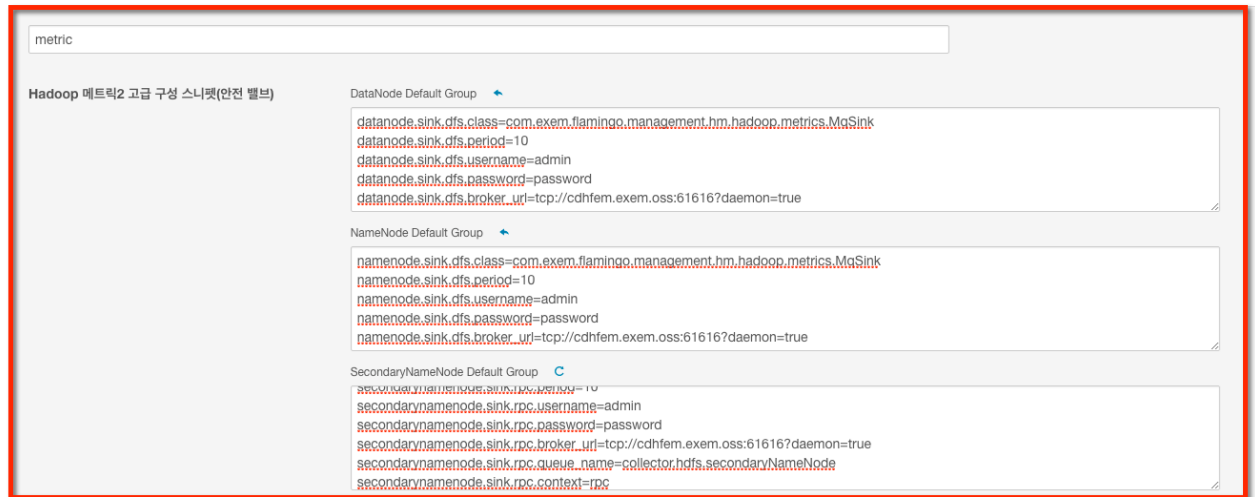 metric
Hadoop 메트릭2 고급 구성 스니펫(안전 밸브)
DataNode Default Group
datanode.sink.dfs.class=com.exem.flamingo.management.hm.hadoop.metrics.MqSink
datanode.sink.dfs.period=10
datanode.sink.dfs.username=admin
datanode.sink.dfs.password=password
datanode.sink.dfs.broker_url=tcp://cdhfem.exem.oss:61616?daemon=true
NameNode Default Group
namenode.sink.dfs.class=com.exem.flamingo.management.hm.hadoop.metrics.MqSink
namenode.sink.dfs.period=10
namenode.sink.dfs.username=admin
namenode.sink.dfs.password=password
namenode.sink.dfs.broker_url=tcp://cdhfem.exem.oss:61616?daemon=true
SecondaryNameNode Default Group
secondarynamenode.sink.rpc.period=10
secondarynamenode.sink.rpc.username=admin
secondarynamenode.sink.rpc.password=password
secondarynamenode.sink.rpc.broker_url=tcp://cdhfem.exem.oss:61616?daemon=true
secondarynamenode.sink.rpc.queue_name=collector.hdfs.secondaryNameNode
secondarynamenode.sink.rpc.context=rpc